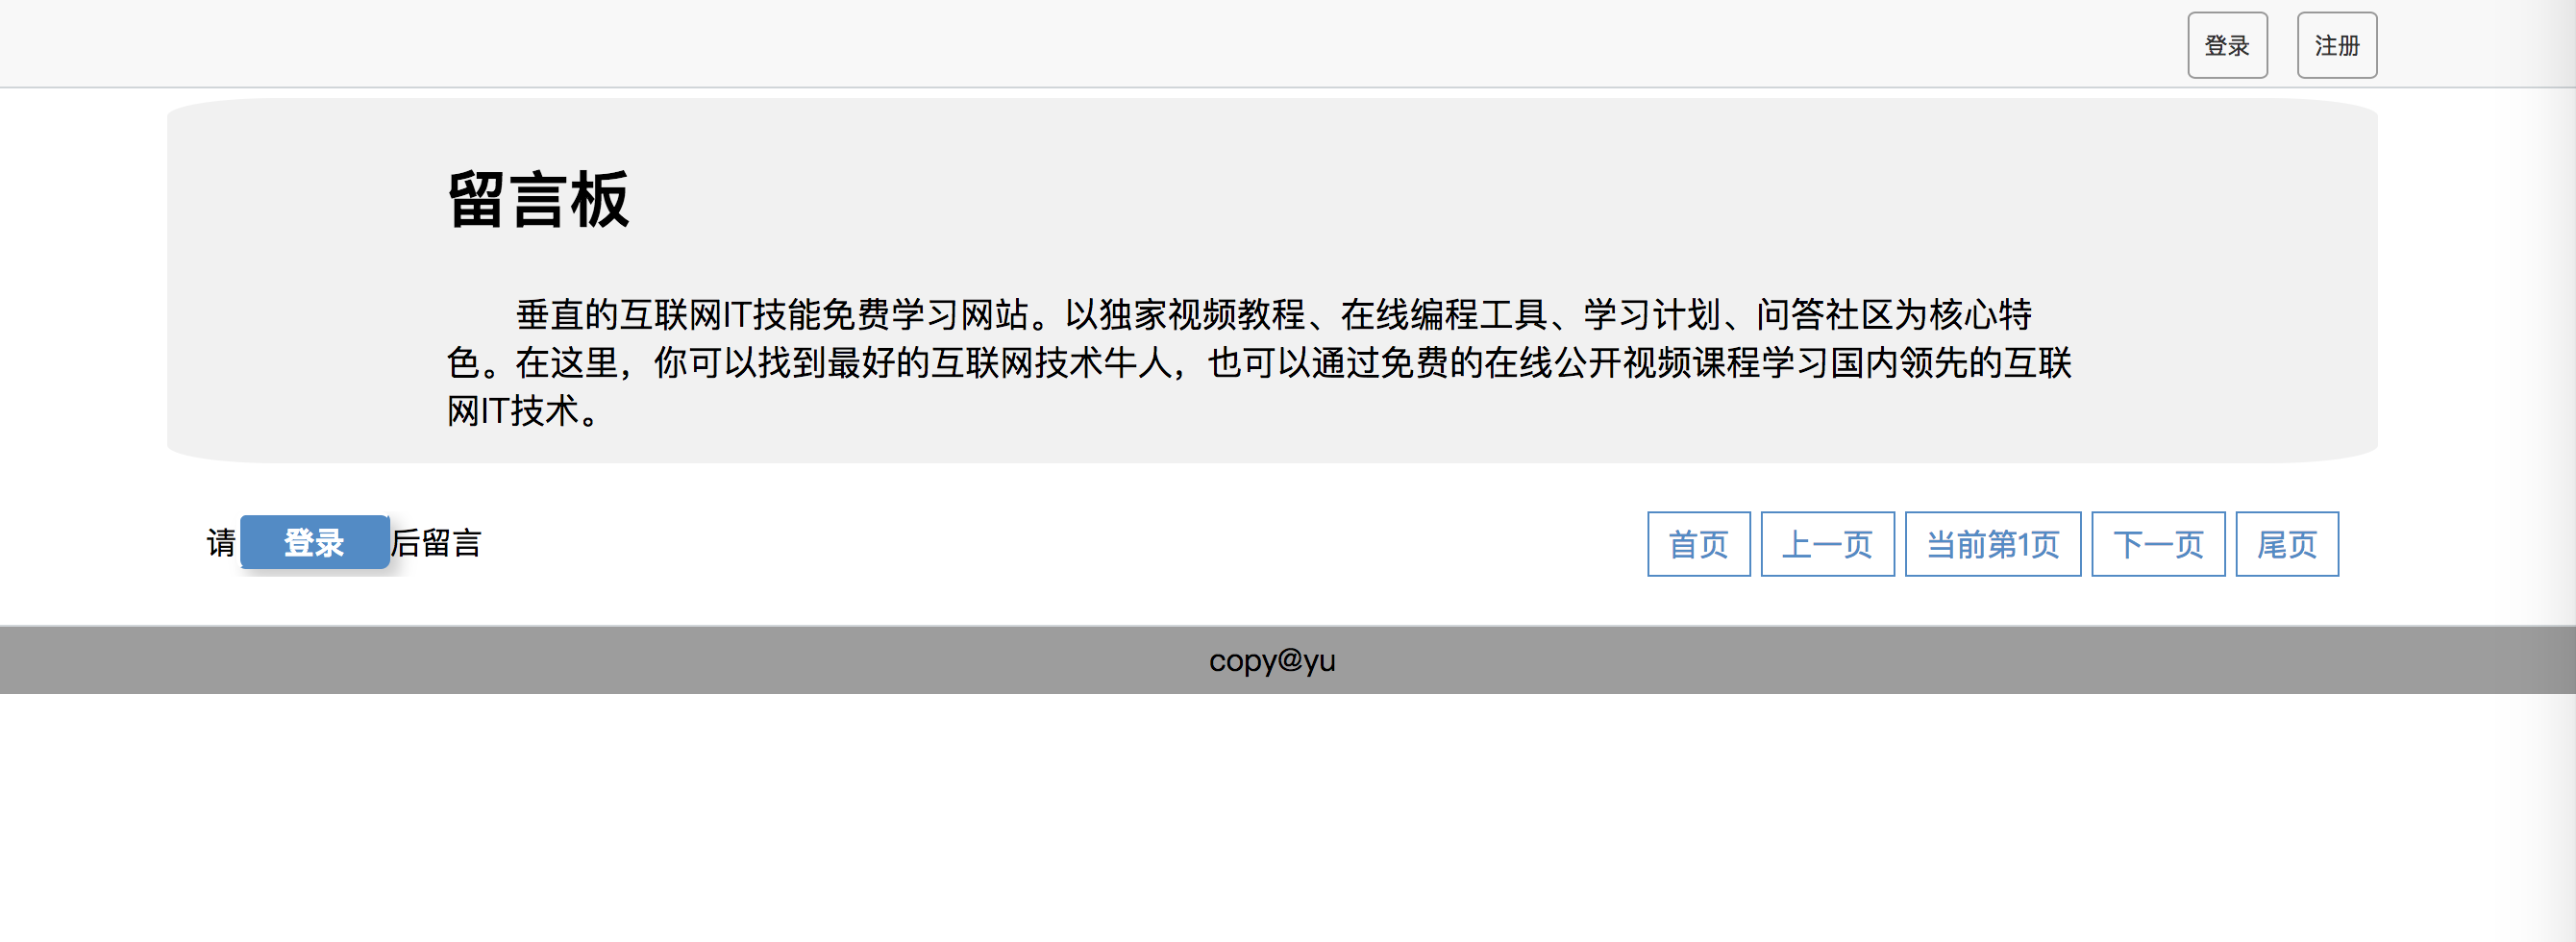 登录 注册
留言板
垂直的互联网IT技能免费学习网站。以独家视频教程、在线编程工具、学习计划、问答社区为核心特
色。在这里，你可以找到最好的互联网技术牛人，也可以通过免费的在线公开视频课程学习国内领先的互联
网IT技术。
请 登录 后留言 首页 上一页 当前第1页 下一页 尾页
copy@yu